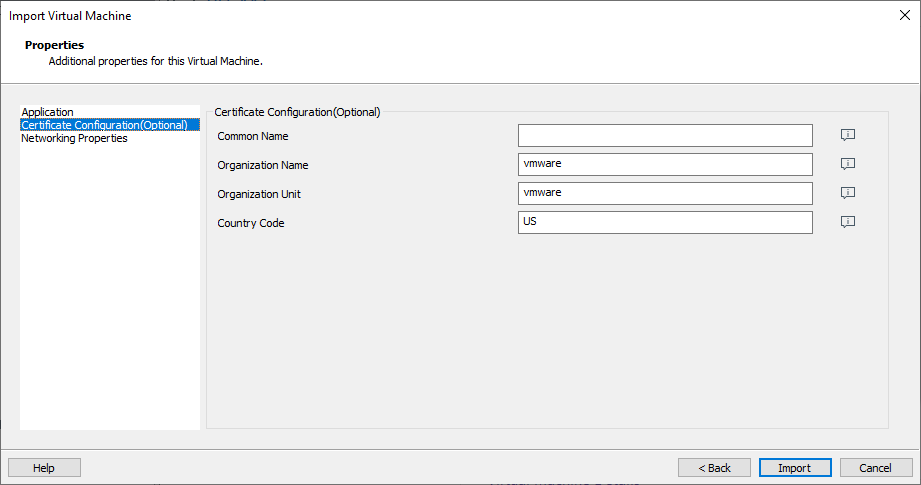 Import Virtual Machine
Properties
Additional properties for this Virtual Machine.
Application
Certificate Configuration(Optional)
Networking Properties
Certificate Configuration(Optional)
Common Name
Organization Name vmware
Organization Unit vmware
Country Code US
Help < Back Import Cancel